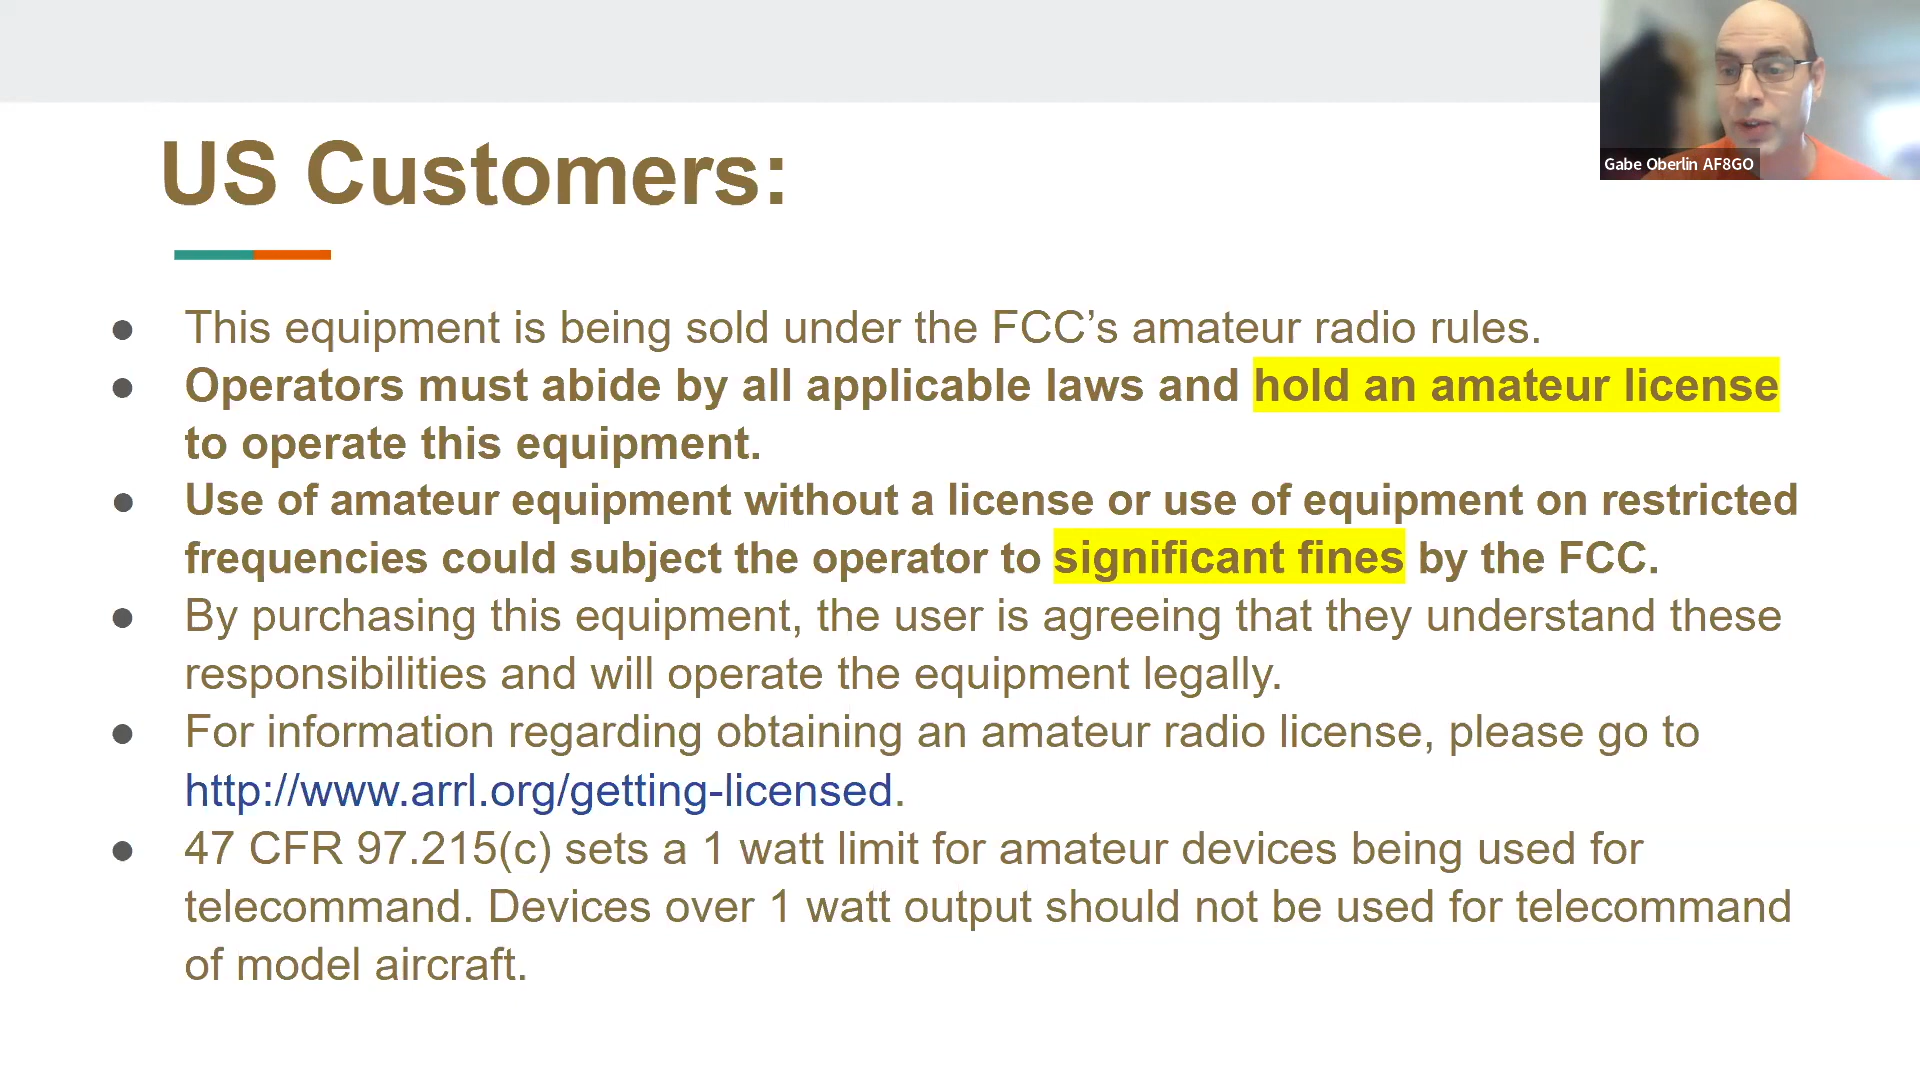 US Customers:
Gabe Oberlin AF8GO
● This equipment is being sold under the FCC’s amateur radio rules.
● Operators must abide by all applicable laws and hold an amateur license
to operate this equipment.
● Use of amateur equipment without a license or use of equipment on restricted
frequencies could subject the operator to significant fines by the FCC.
● By purchasing this equipment, the user is agreeing that they understand these
responsibilities and will operate the equipment legally.
● For information regarding obtaining an amateur radio license, please go to
http://www.arrl.org/getting-licensed.
● 47 CFR 97.215(c) sets a 1 watt limit for amateur devices being used for
telecommand. Devices over 1 watt output should not be used for telecommand
of model aircraft.